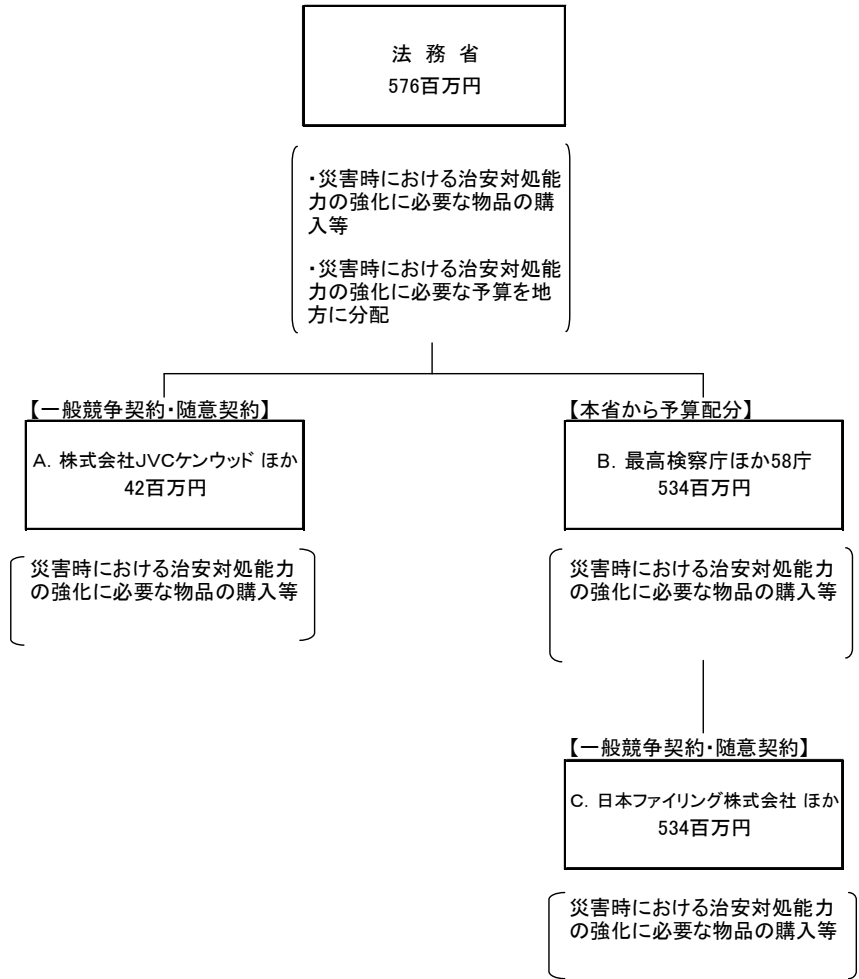 法 務 省
576百万円
・災害時における治安対処能
力の強化に必要な物品の購
入等
・災害時における治安対処能
力の強化に必要な予算を地
方に分配
【一般競争契約・随意契約】
A. 株式会社JVCケンウッド ほか
42百万円
災害時における治安対処能力
の強化に必要な物品の購入等
【本省から予算配分】
B. 最高検察庁ほか58庁
534百万円
災害時における治安対処能力
の強化に必要な物品の購入等
【一般競争契約・随意契約】
C. 日本ファイリング株式会社 ほか
534百万円
災害時における治安対処能力
の強化に必要な物品の購入等